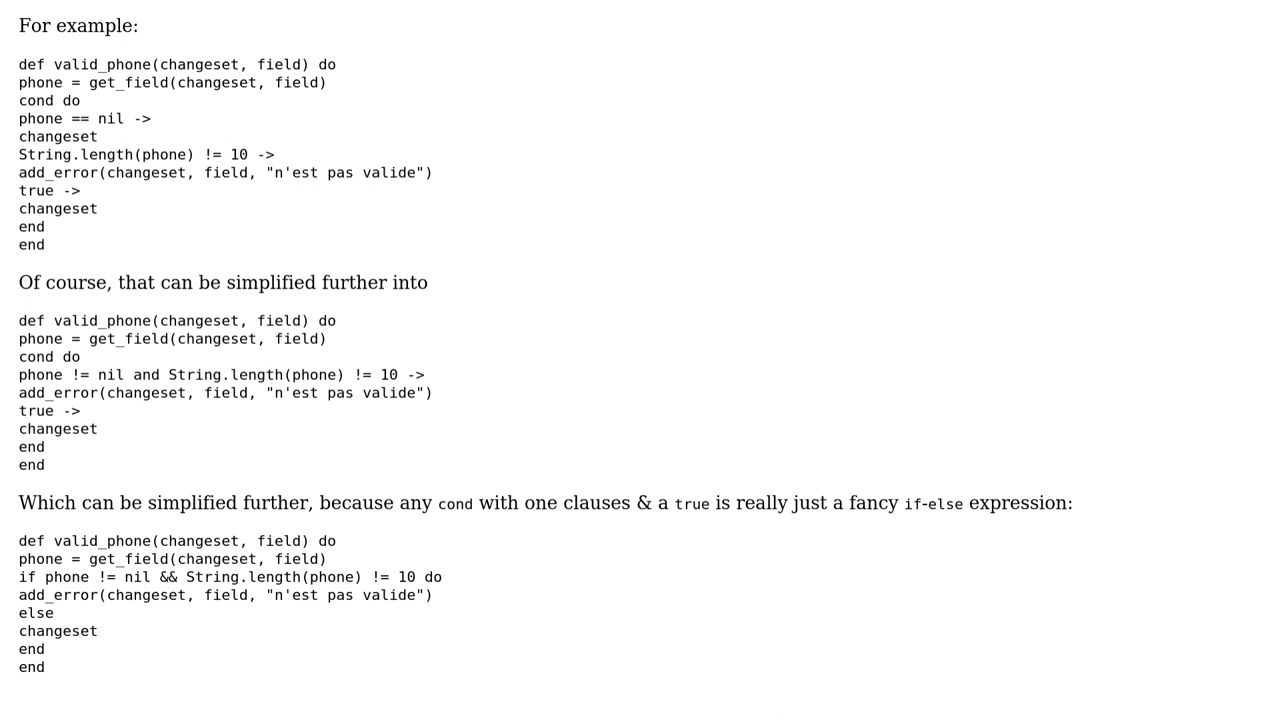 For example:
def valid_phone(changeset, field) do
phone = get_field(changeset, field)
cond do
phone == nil ->
changeset
String.length(phone) != 10 ->
add_error(changeset, field, "n'est pas valide")
true ->
changeset
end
end
Of course, that can be simplified further into
def valid_phone(changeset, field) do
phone = get_field(changeset, field)
cond do
phone != nil and String.length(phone) != 10 ->
add_error(changeset, field, "n'est pas valide")
true ->
changeset
end
end
Which can be simplified further, because any cond with one clauses & a true is really just a fancy if-else expression:
def valid_phone(changeset, field) do
phone = get_field(changeset, field)
if phone != nil && String.length(phone) != 10 do
add_error(changeset, field, "n'est pas valide")
else
changeset
end
end